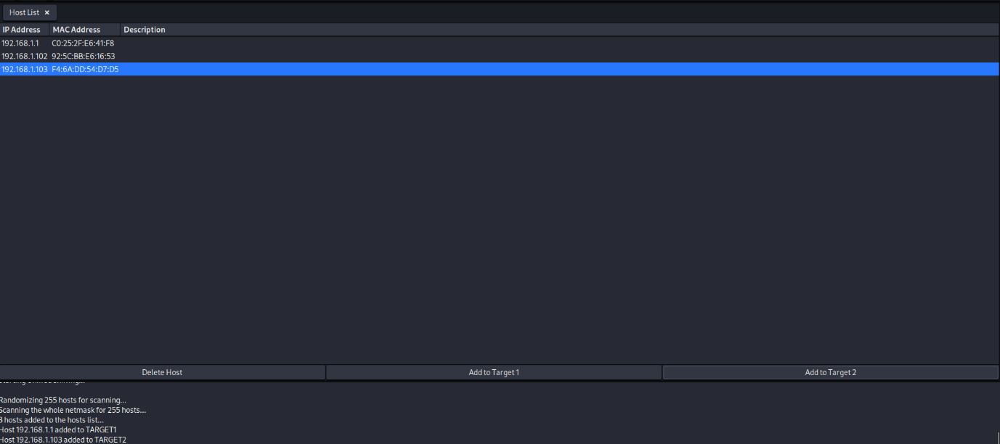 Host List ×
IP Address MAC Address Description
192.168.1.1 C0:25:2F:E6:41:F8
192.168.1.102 92:5C:BB:E6:16:53
192.168.1.103 F4:6A:DD:54:D7:D5
Delete Host Add to Target 1 Add to Target 2
Randomizing 255 hosts for scanning...
Scanning the whole netmask for 255 hosts...
3 hosts added to the hosts list...
Host 192.168.1.1 added to TARGET1
Host 192.168.1.103 added to TARGET2